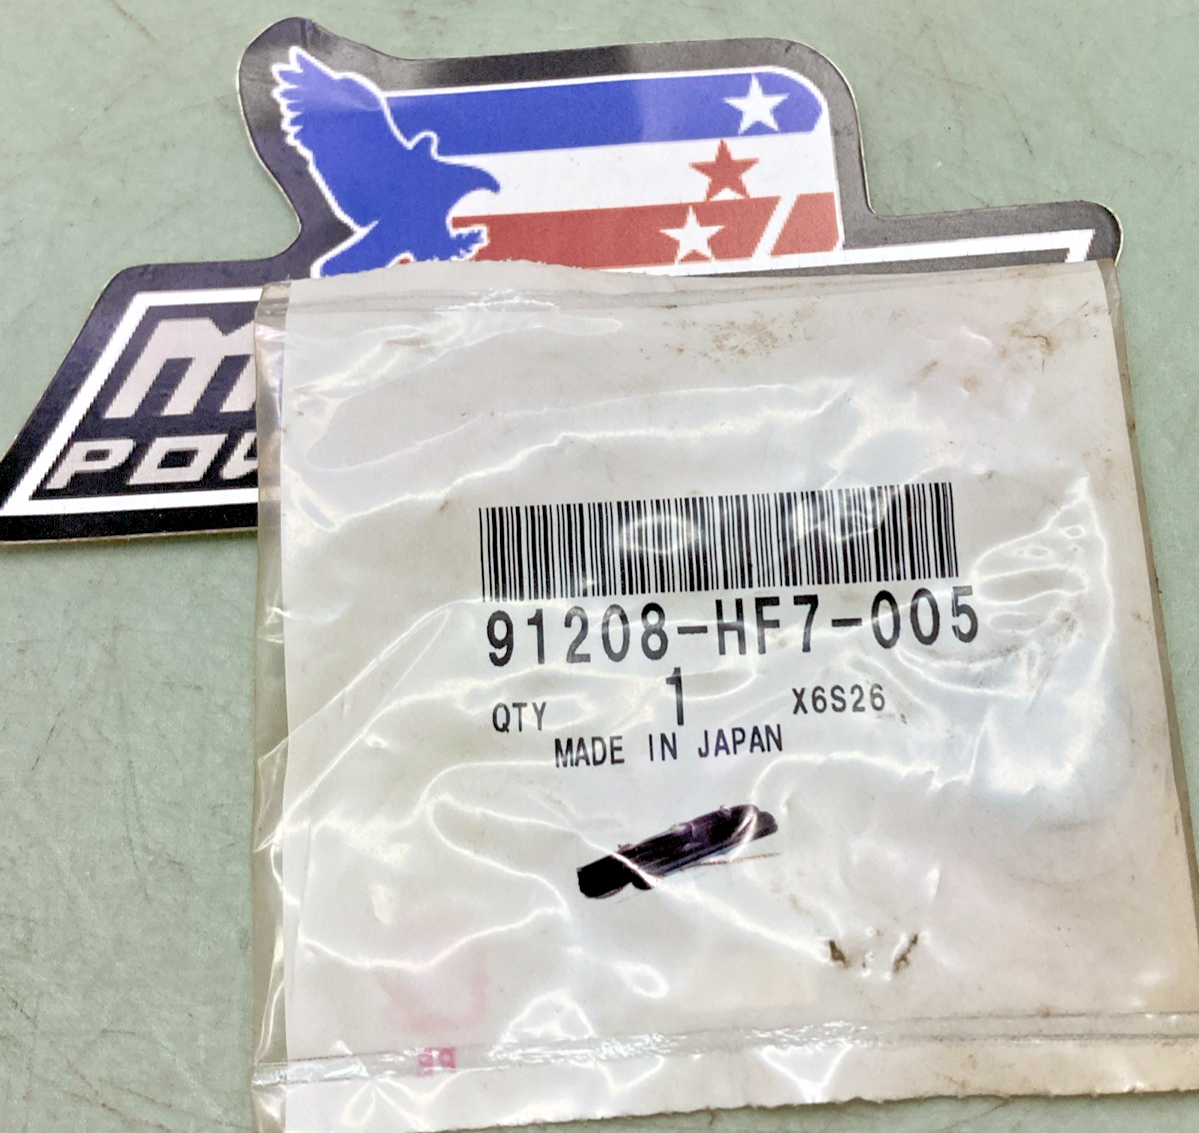 91208-HF7-005
QTY 1 X6S26
MADE IN JAPAN